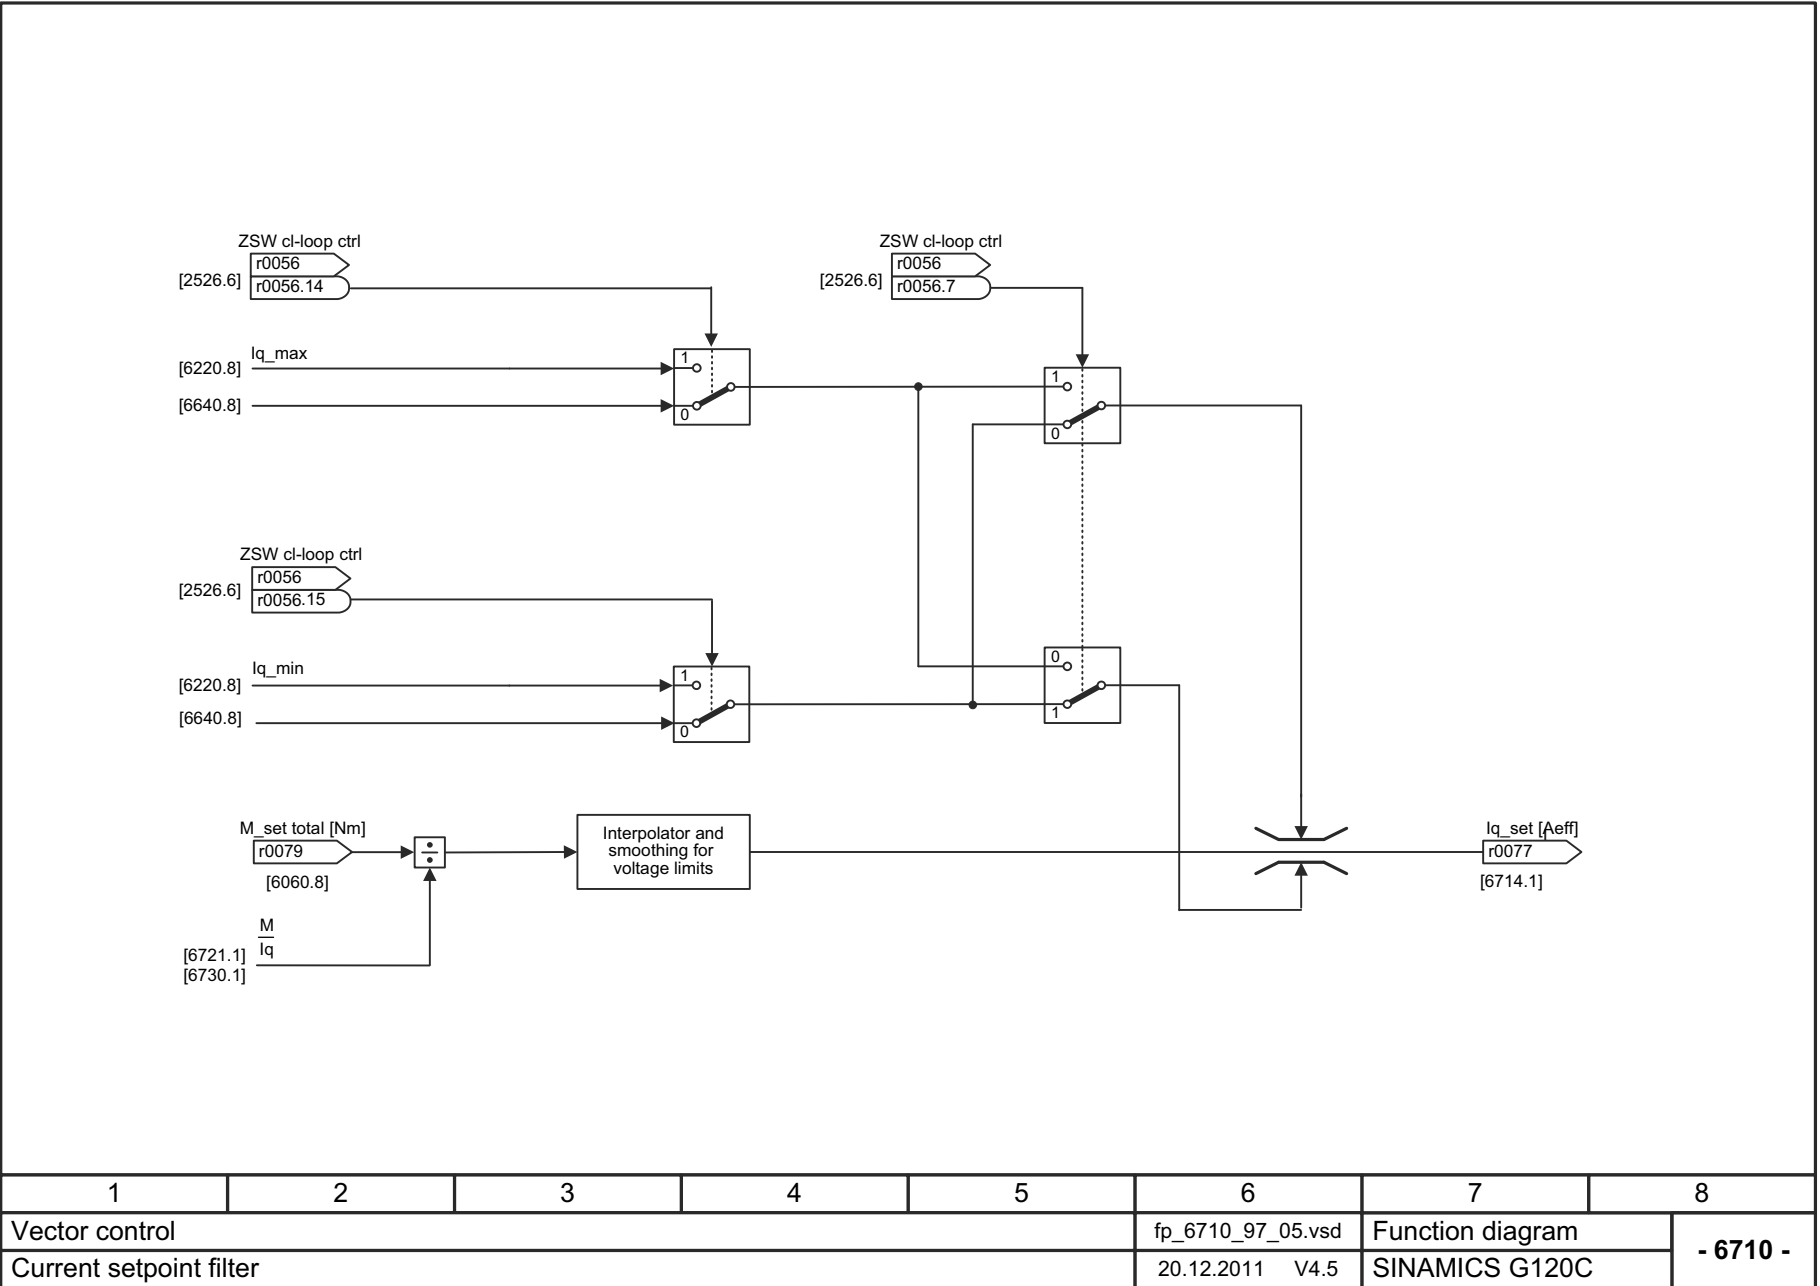 ZSW cl-loop ctrl
r0056
[2526.6]
r0056.14
ZSW cl-loop ctrl
r0056
[2526.6]
r0056.7
Iq_max
[6220.8]
[6640.8]
1
0
1
0
ZSW cl-loop ctrl
r0056
[2526.6]
r0056.15
Iq_min
[6220.8]
[6640.8]
1
0
0
1
M_set total [Nm]
r0079
[6060.8]
Interpolator and
smoothing for
voltage limits
Iq_set [Aeff]
r0077
[6714.1]
M
Iq
[6721.1]
[6730.1]
1 2 3 4 5 6 7 8
Vector control
fp_6710_97_05.vsd
Function diagram
- 6710 -
Current setpoint filter
20.12.2011 V4.5
SINAMICS G120C